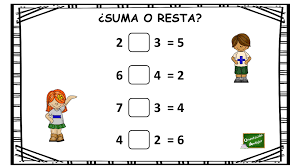 ¿SUMA O RESTA?
2 □ 3 = 5
6 □ 4 = 2
7 □ 3 = 4
4 □ 2 = 6